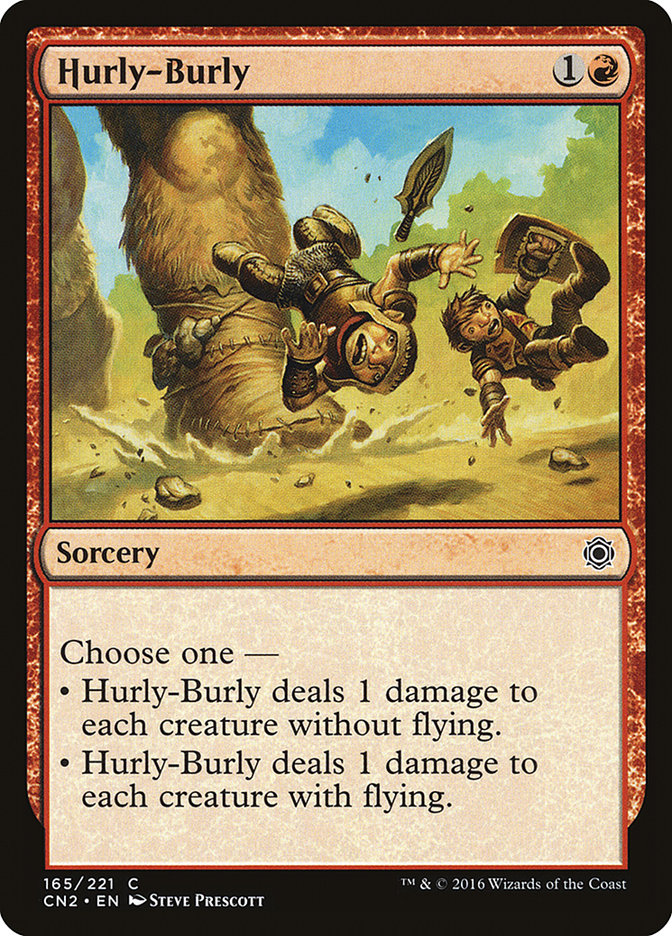 Hurly-Burly 1
Sorcery
Choose one —
• Hurly-Burly deals 1 damage to
each creature without flying.
• Hurly-Burly deals 1 damage to
each creature with flying.
165/221 C
™ & © 2016 Wizards of the Coast
CN2 • EN Steve Prescott